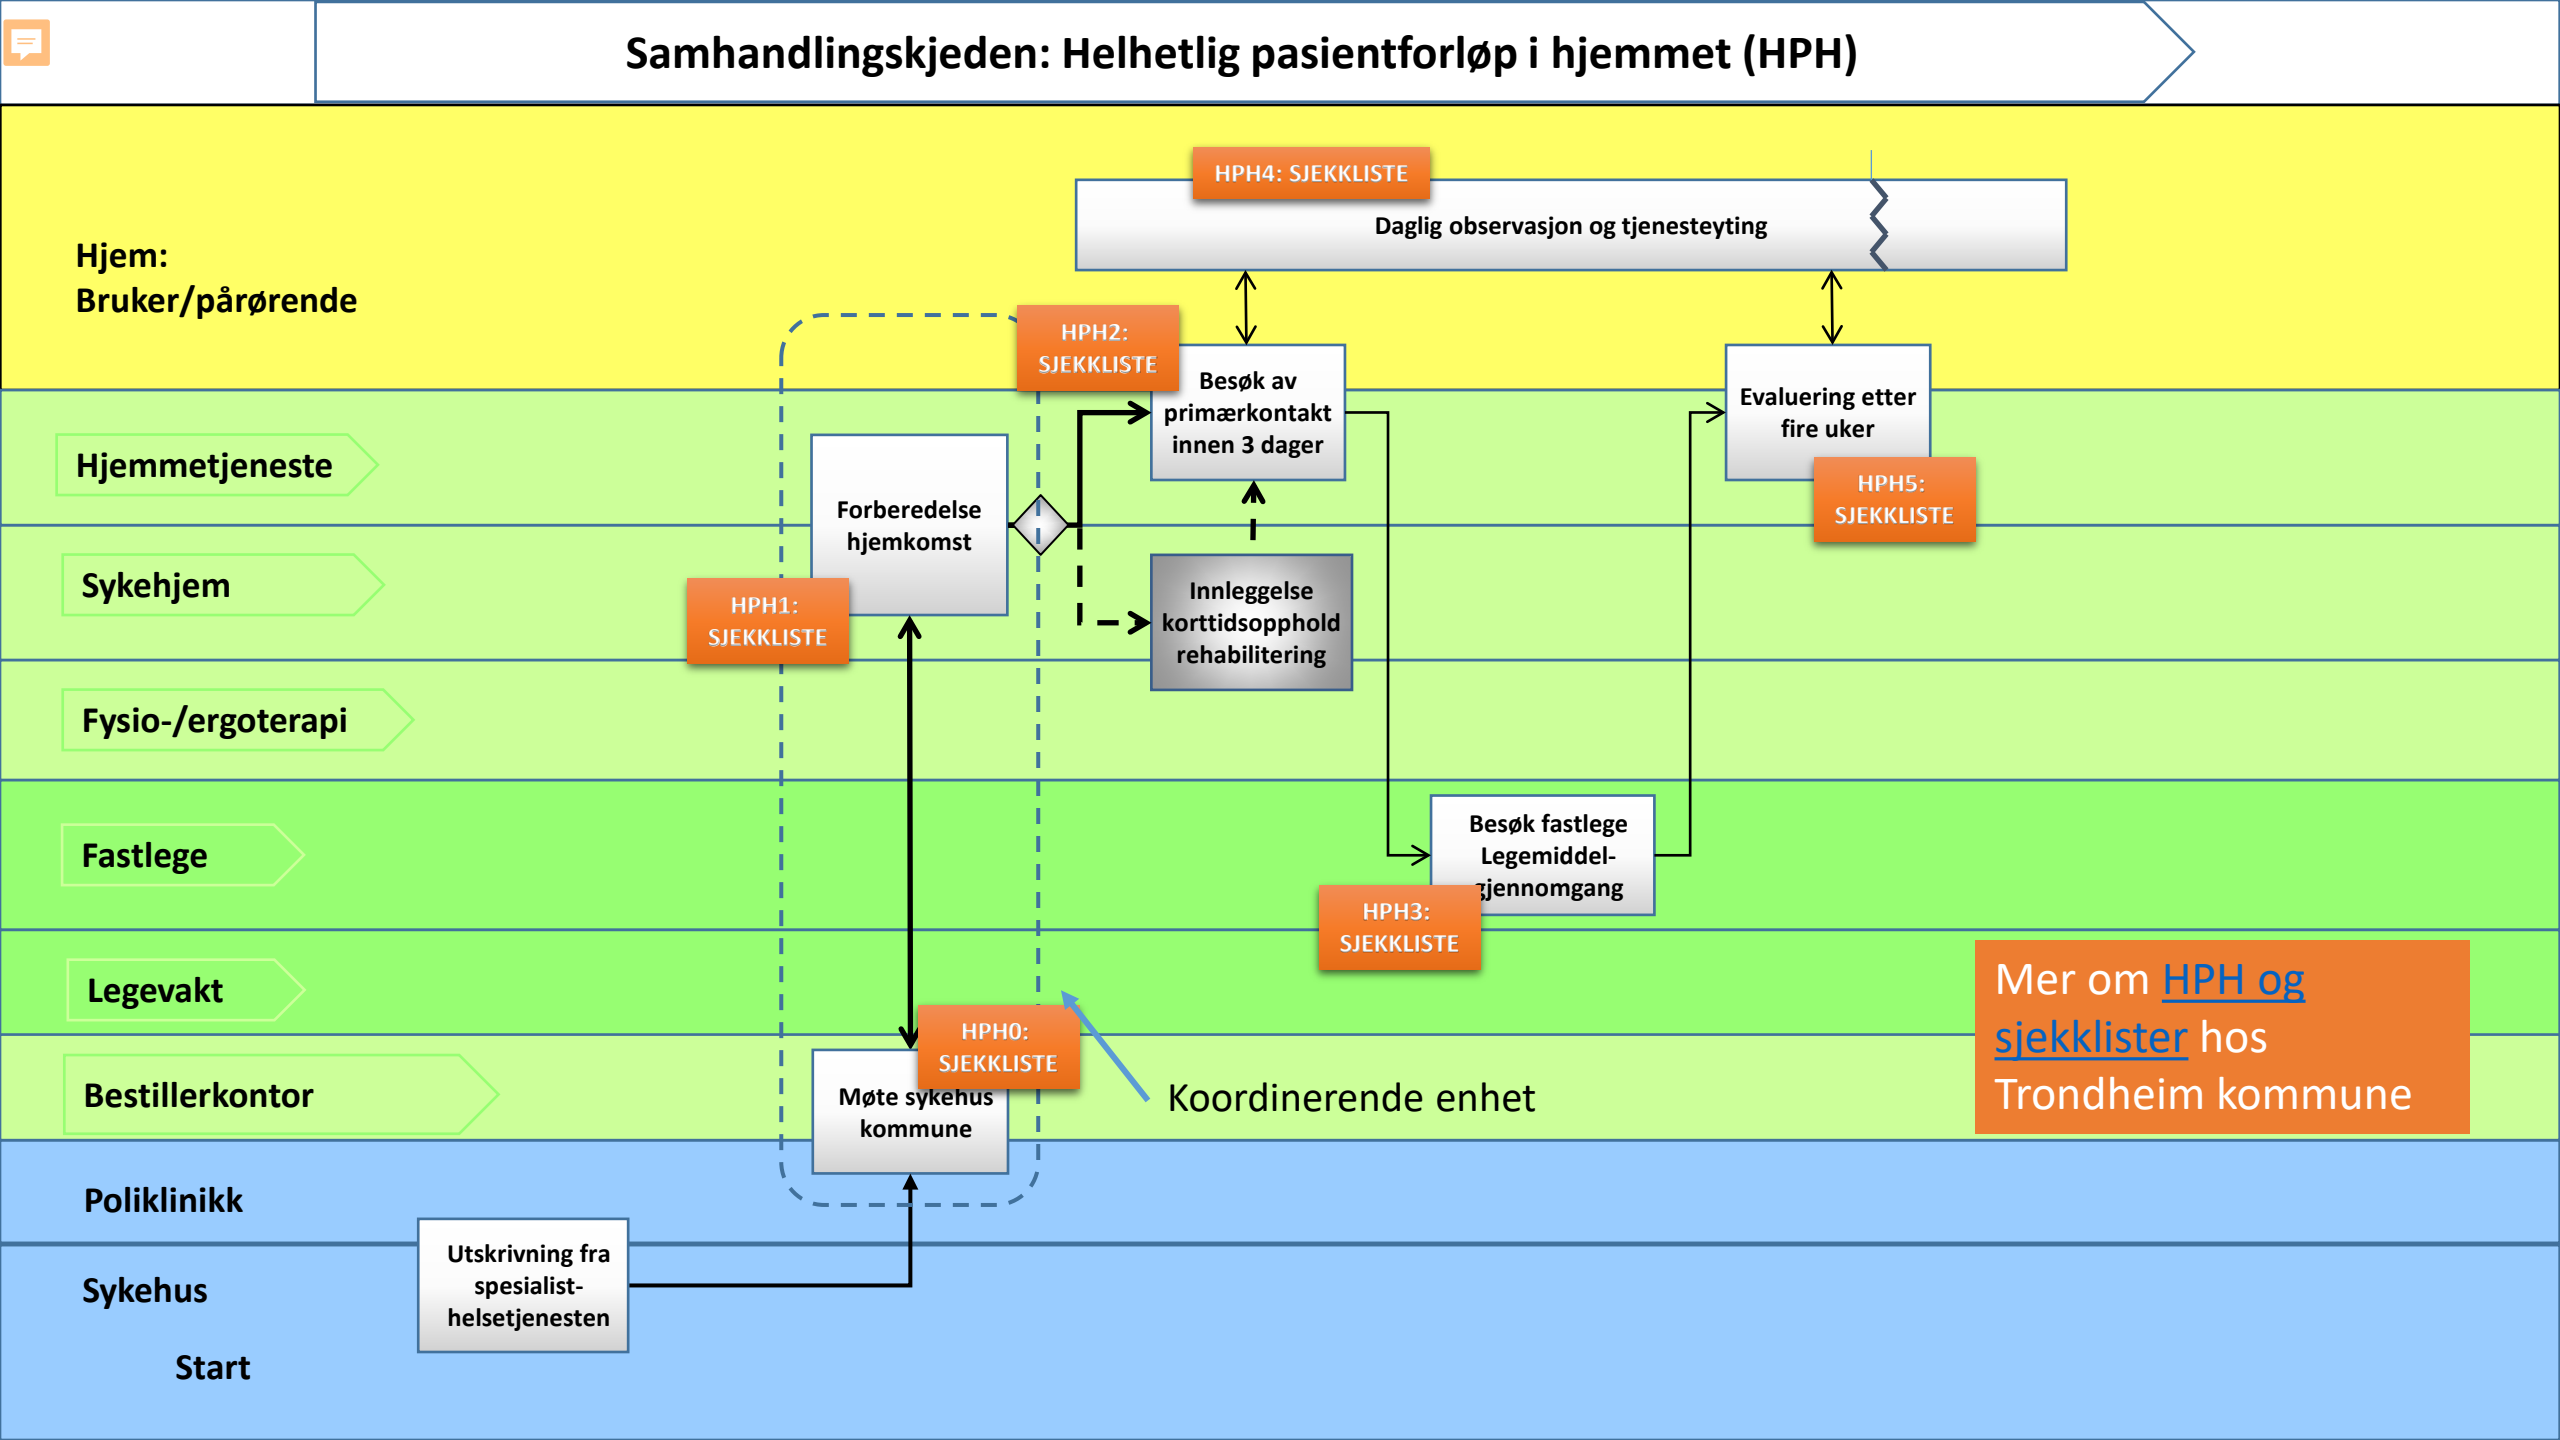 Samhandlingskjeden: Helhetlig pasientforløp i hjemmet (HPH)
HPH4: SJEKKLISTE
Daglig observasjon og tjenesteyting
Hjem:
Bruker/pårørende
HPH2:
SJEKKLISTE
Besøk av
primærkontakt
innen 3 dager
Evaluering etter
fire uker
HPH5:
SJEKKLISTE
Hjemmetjeneste
Forberedelse
hjemkomst
HPH1:
SJEKKLISTE
Sykehjem
Innleggelse
korttidsopphold
rehabilitering
Fysio-/ergoterapi
Fastlege
Besøk fastlege
Legemiddel-
gjennomgang
HPH3:
SJEKKLISTE
Legevakt
HPH0:
SJEKKLISTE
Møte sykehus
kommune
Koordinerende enhet
Mer om HPH og
sjekklister hos
Trondheim kommune
Bestillerkontor
Poliklinikk
Utskrivning fra
spesialist-
helsetjenesten
Sykehus
Start